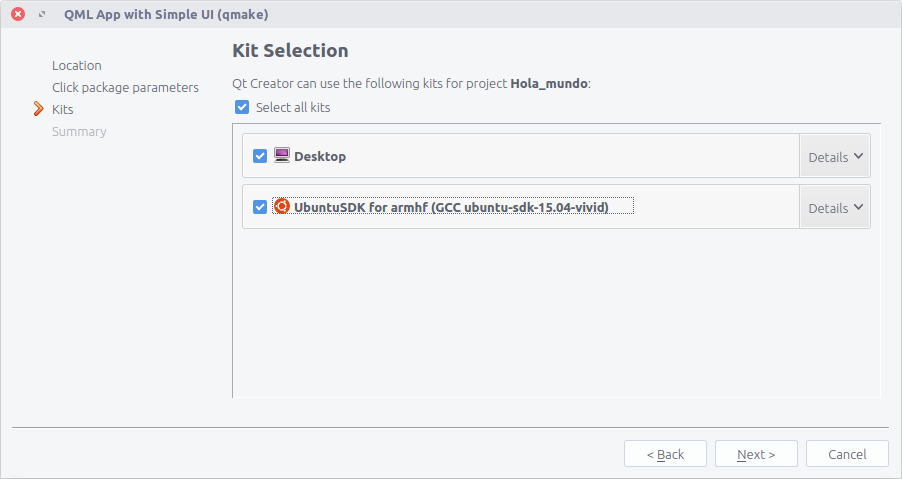 QML App with Simple UI (qmake)
Location
Click package parameters
Kits
Summary
Kit Selection
Qt Creator can use the following kits for project Hola_mundo:
Select all kits
Desktop
Details
UbuntuSDK for armhf (GCC ubuntu-sdk-15.04-vivid)
Details
< Back
Next >
Cancel